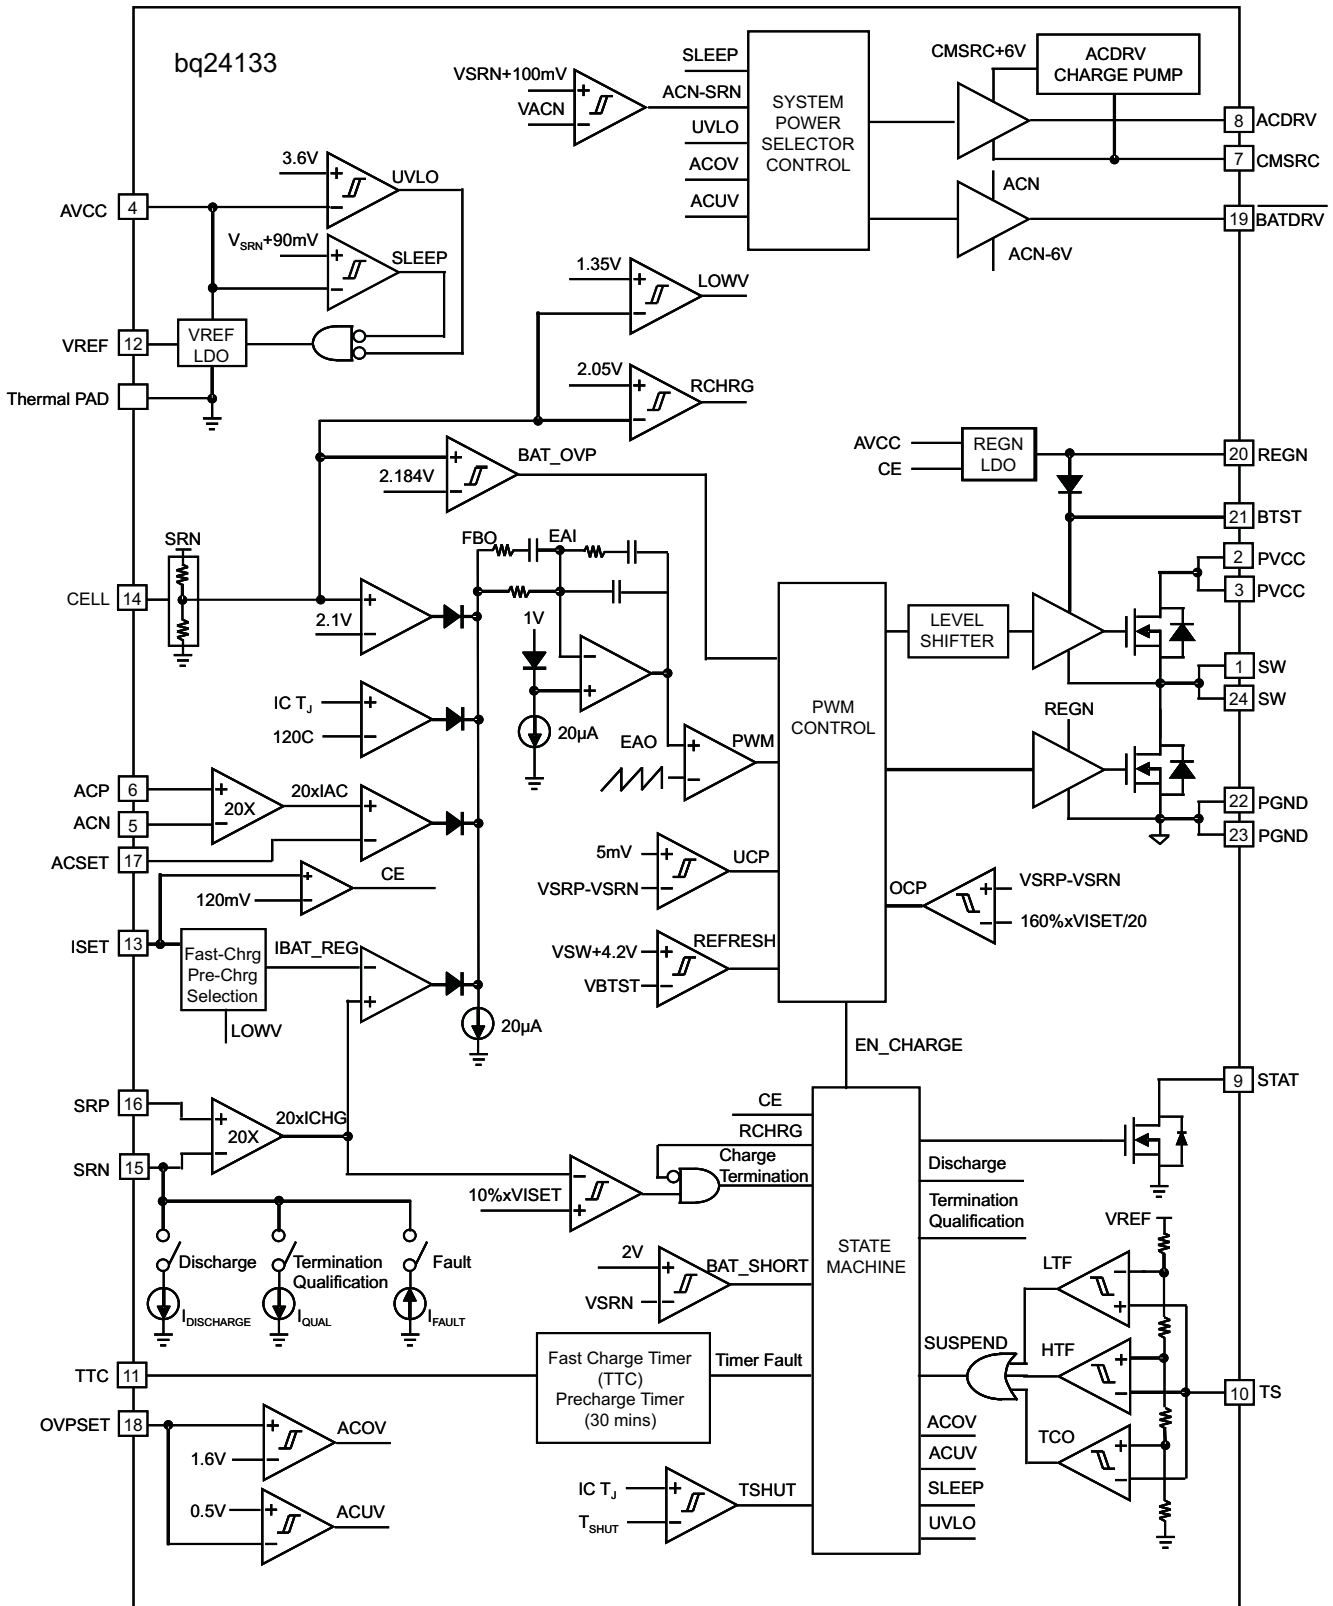 bq24133
SLEEP
CMSRC+6V
ACDRV
CHARGE PUMP
VSRN+100mV
VACN
ACN-SRN
UVLO
ACOV
ACUV
SYSTEM
POWER
SELECTOR
CONTROL
8
ACDRV
7
CMSRC
ACN
19
BATDRV
ACN-6V
3.6V
UVLO
AVCC
4
VSRN+90mV
SLEEP
VREF
12
VREF
LDO
Thermal PAD
1.35V
LOWV
2.05V
RCHRG
BAT_OVP
2.184V
AVCC
CE
REGN
LDO
20
REGN
21
BTST
2
PVCC
3
PVCC
1
SW
24
SW
SRN
CELL
14
2.1V
FBO
EAI
1V
20µA
IC TJ
120C
EAO
PWM
PWM
CONTROL
LEVEL
SHIFTER
REGN
22
PGND
23
PGND
ACP
6
ACN
5
20X
20xIAC
ACSET
17
CE
120mV
ISET
13
Fast-Chrg
Pre-Chrg
Selection
IBAT_REG
LOWV
20µA
5mV
VSRP-VSRN
UCP
OCP
VSRP-VSRN
160%xVISET/20
VSW+4.2V
VBTST
REFRESH
EN_CHARGE
SRP
16
SRN
15
20X
20xICHG
CE
RCHRG
Charge
Termination
10%xVISET
9
STAT
Discharge
Termination
Qualification
STATE
MACHINE
Discharge
Termination
Qualification
Fault
IDISCHARGE
IQUAL
IFAULT
2V
VSRN
BAT_SHORT
VREF
LTF
HTF
TCO
SUSPEND
10
TS
TTC
11
Fast Charge Timer
(TTC)
Precharge Timer
(30 mins)
Timer Fault
OVPSET
18
1.6V
ACOV
0.5V
ACUV
IC TJ
TSHUT
TSHUT
ACOV
ACUV
SLEEP
UVLO